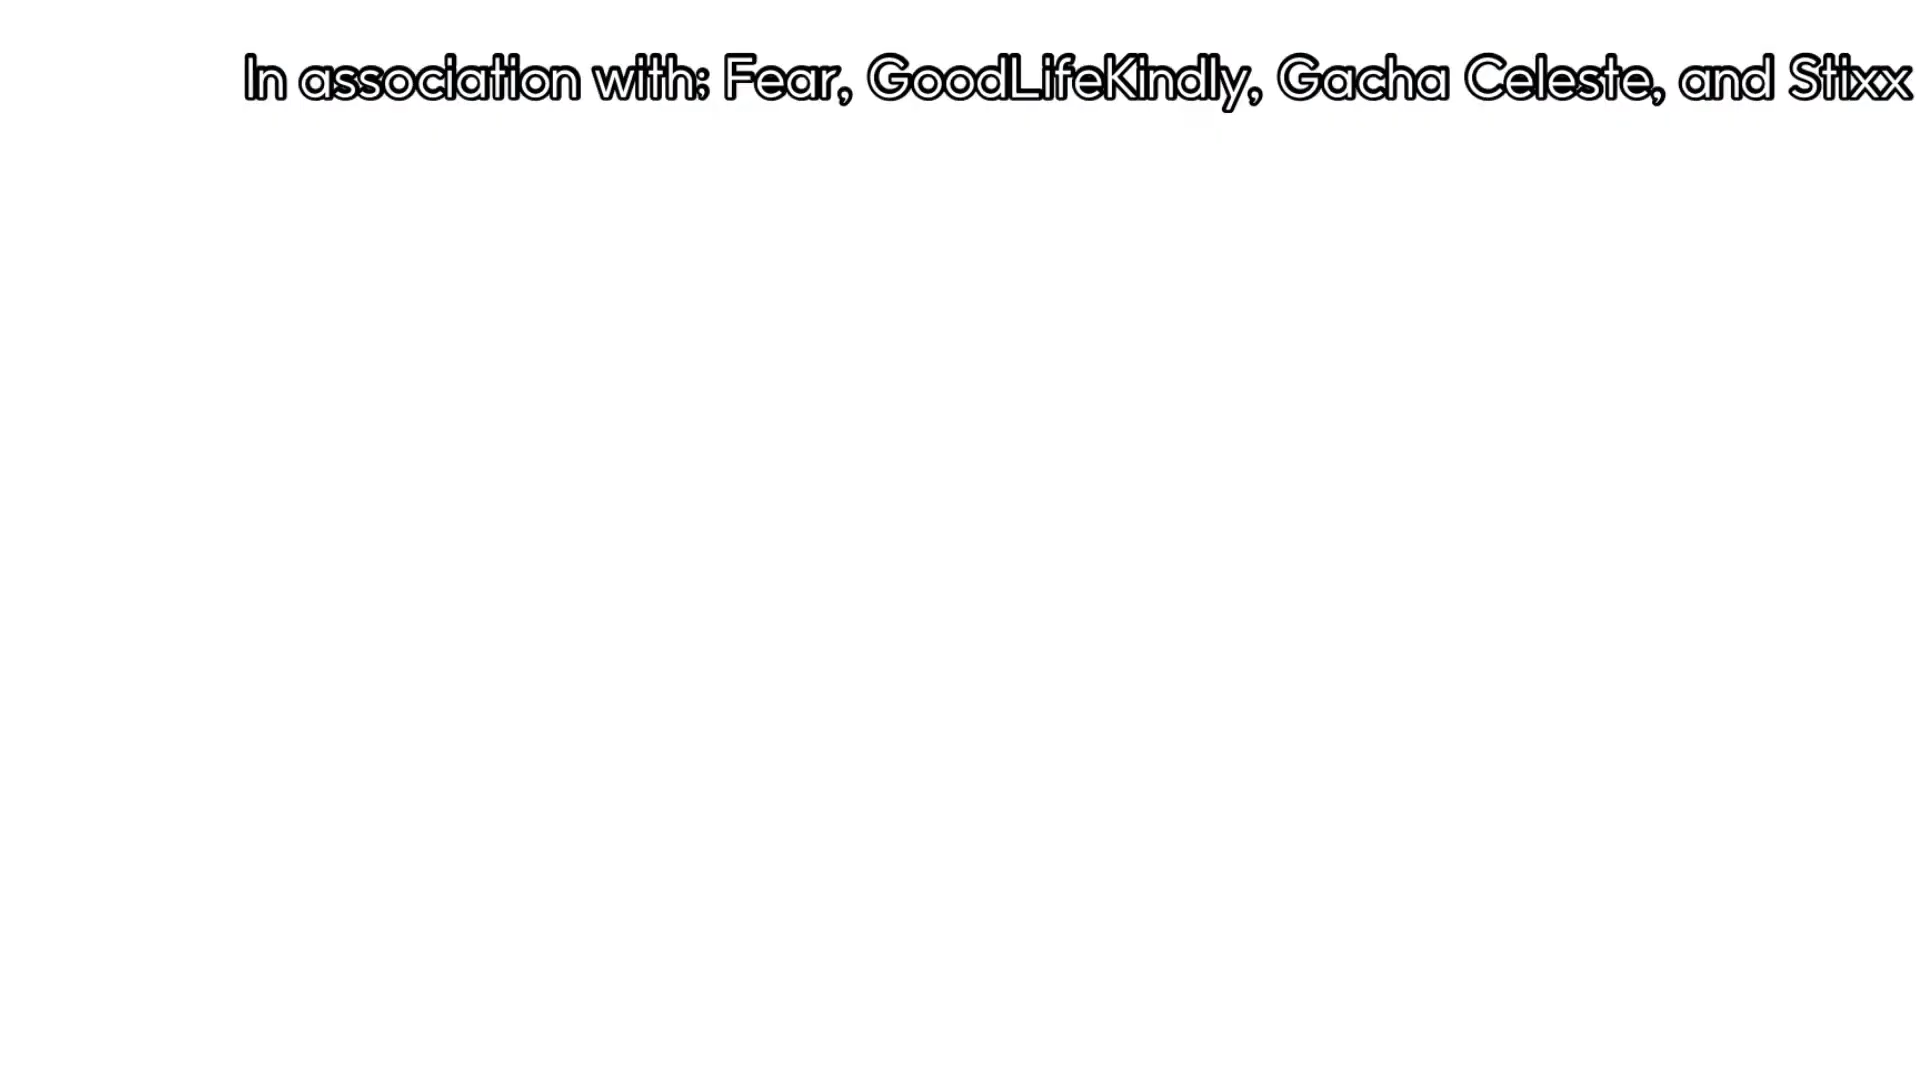 In association with; Fear, GoodLifeKindly, Gacha Celeste, and Stixx